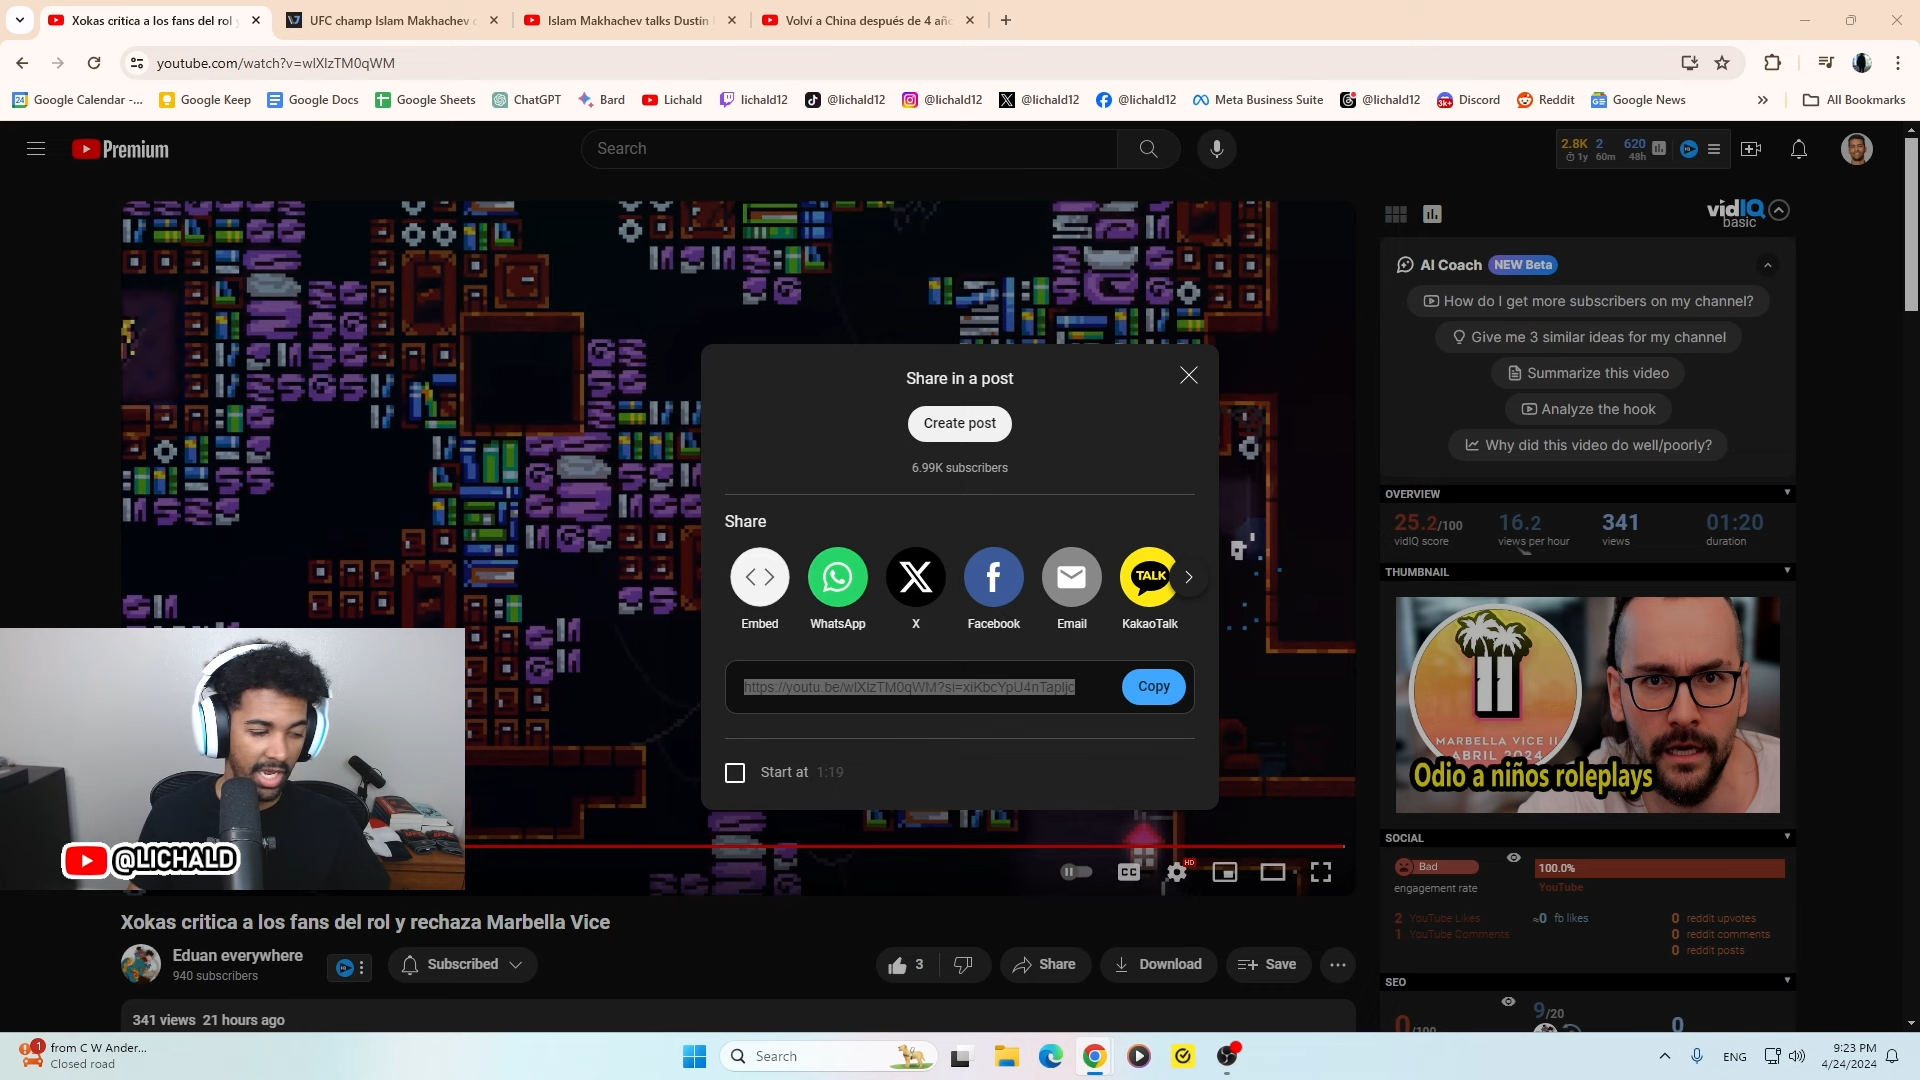 Xokas critica a los fans del rol y
UFC champ Islam Makhachev
Islam Makhachev talks Dustin
Volví a China después de 4 añ
youtube.com/watch?v=wlXlzTM0qWM
Google Calendar -...
Google Keep
Google Docs
Google Sheets
ChatGPT
Bard
Lichald
lichald12
@lichald12
@lichald12
@lichald12
@lichald12
Meta Business Suite
@lichald12
Discord
Reddit
Google News
All Bookmarks
Premium
Search
2.8K 2 620
1y 60m 48h
vidIQ
basic
AI Coach NEW Beta
How do I get more subscribers on my channel?
Give me 3 similar ideas for my channel
Summarize this video
Analyze the hook
Why did this video do well/poorly?
Share in a post
Create post
6.99K subscribers
Share
Embed WhatsApp X Facebook Email KakaoTalk
TALK
https://youtu.be/wlXlzTM0qWM?si=xiKbcYpU4nTapljc
Copy
Start at 1:19
OVERVIEW
25.2/100 16.2 341 01:20
vidIQ score views per hour views duration
THUMBNAIL
MARBELLA VICE II
ABRIL 2024
Odio a niños roleplays
SOCIAL
Bad
engagement rate
100.0%
YouTube
2 YouTube Likes
1 YouTube Comments
≈0 fb likes
0 reddit upvotes
0 reddit comments
0 reddit posts
SEO
0/100
9/20
0
@LICHALD
CC
HD
Xokas critica a los fans del rol y rechaza Marbella Vice
Eduan everywhere
940 subscribers
Subscribed
3
Share
Download
Save
341 views 21 hours ago
1
from C W Ander...
Closed road
Search
ENG
9:23 PM
4/24/2024